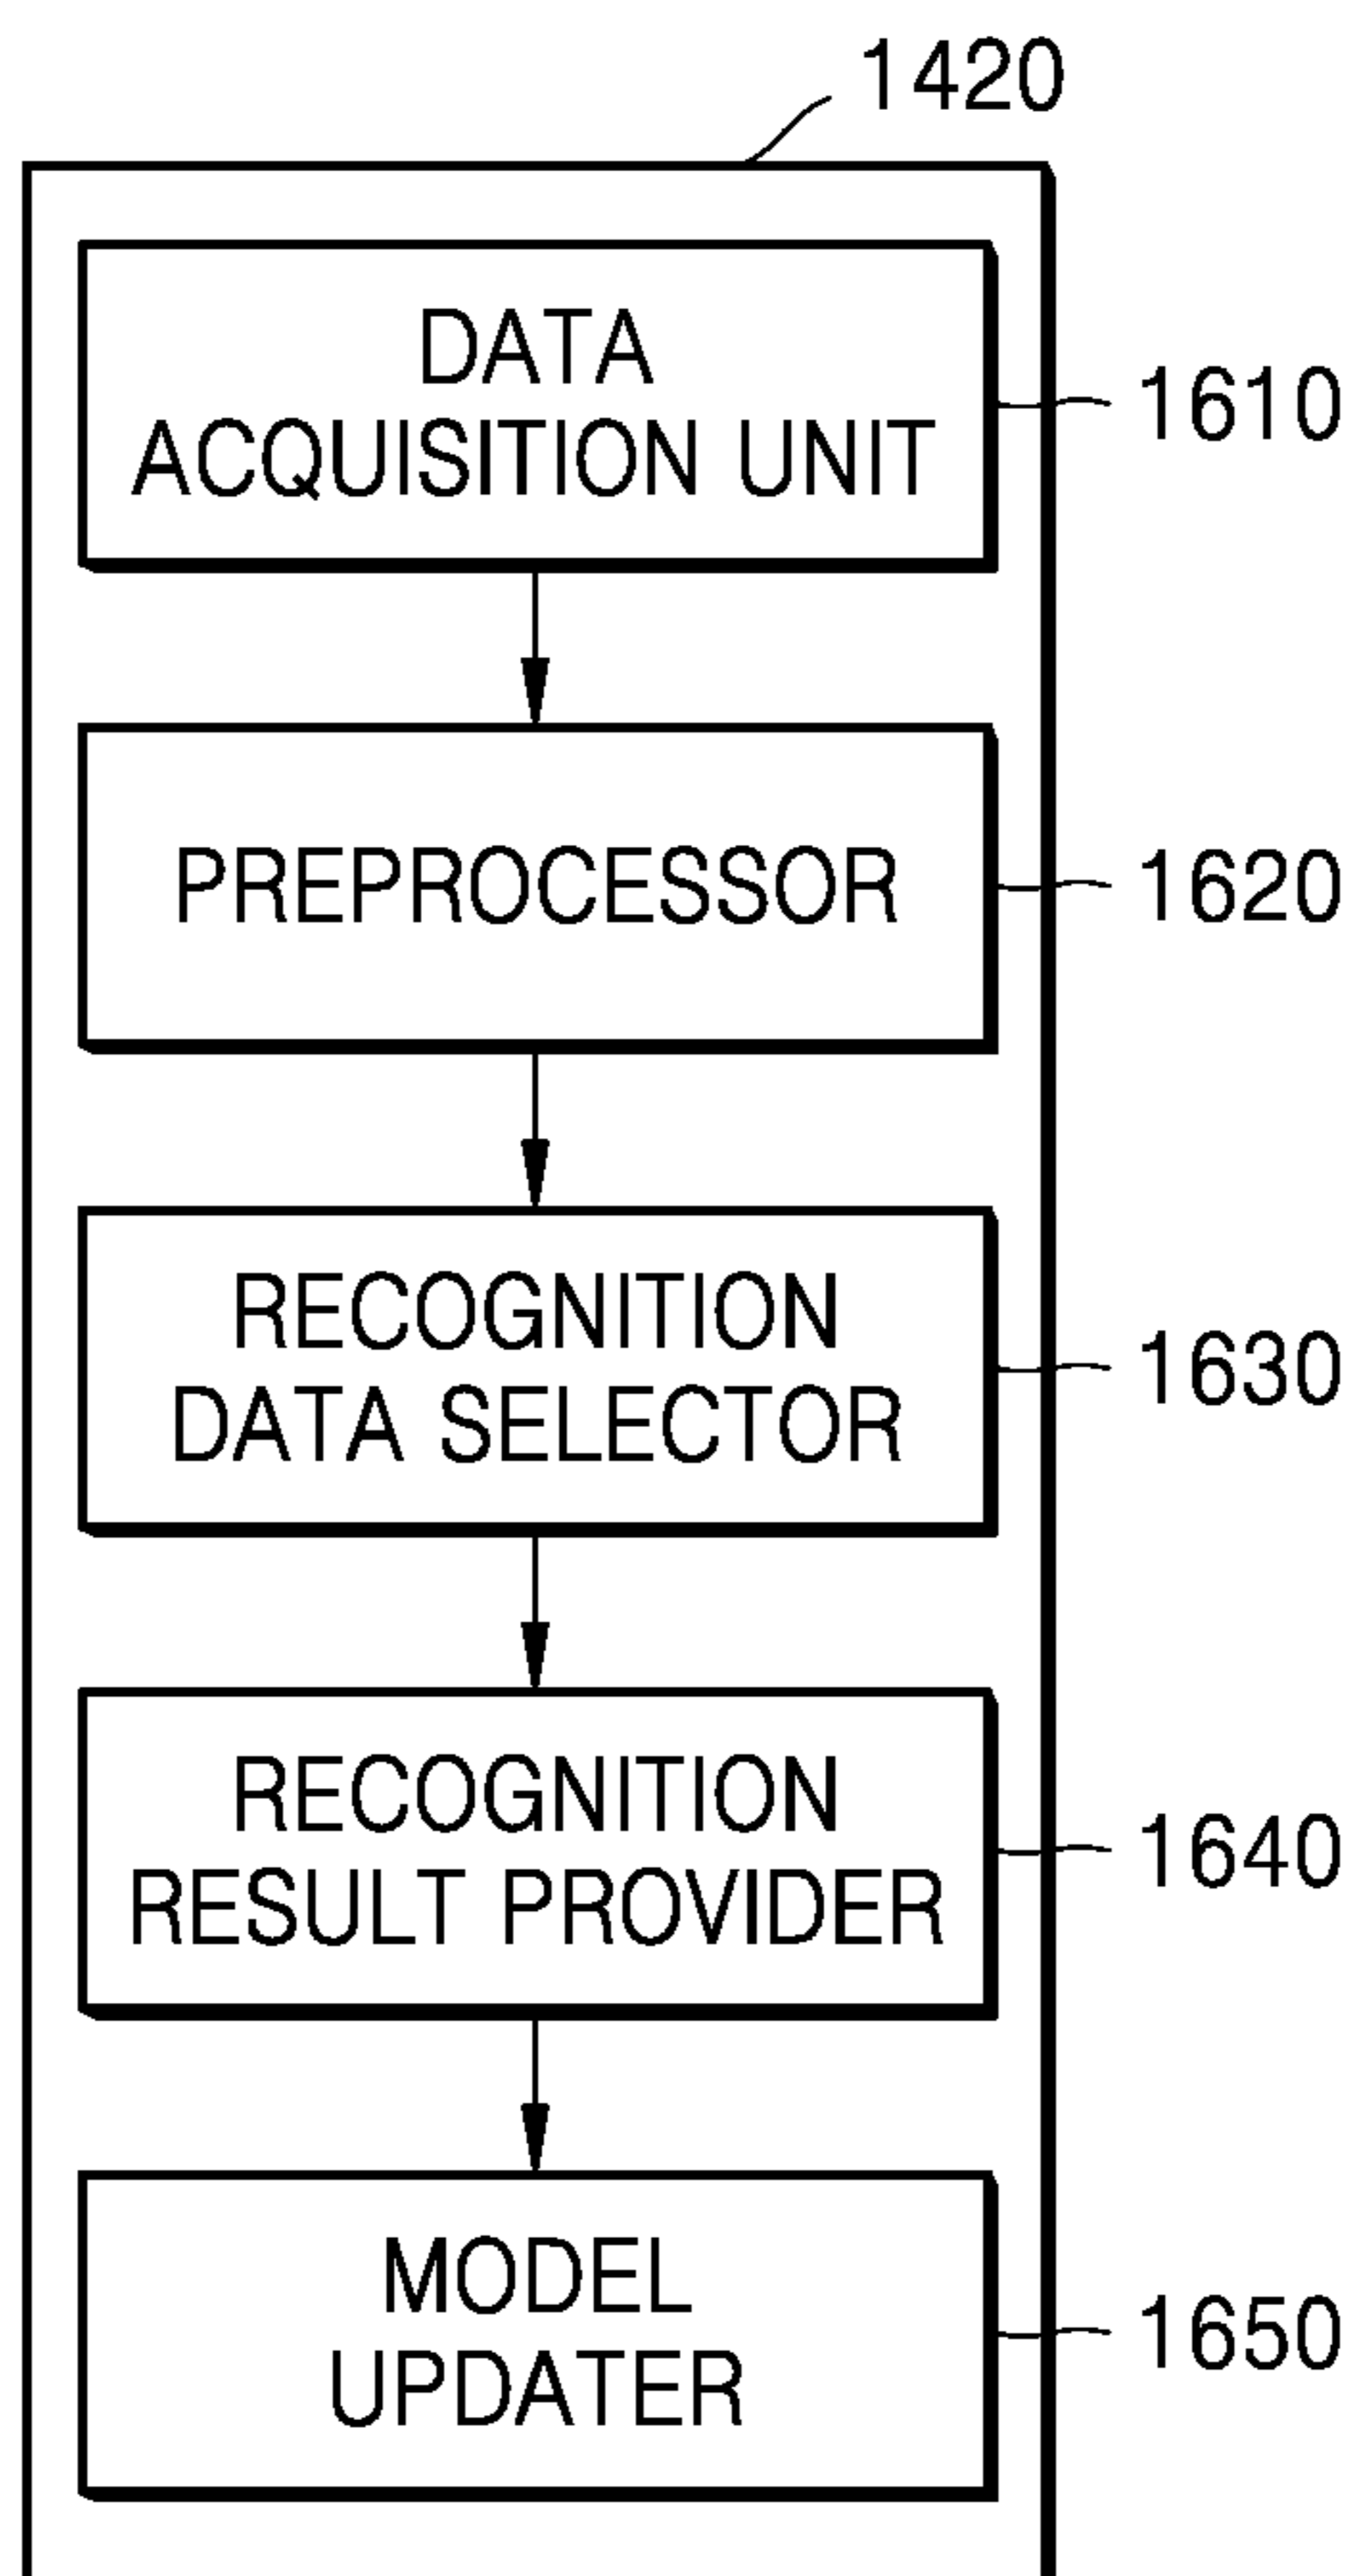 1420
DATA
ACQUISITION UNIT
1610
PREPROCESSOR
1620
RECOGNITION
DATA SELECTOR
1630
RECOGNITION
RESULT PROVIDER
1640
MODEL
UPDATER
1650